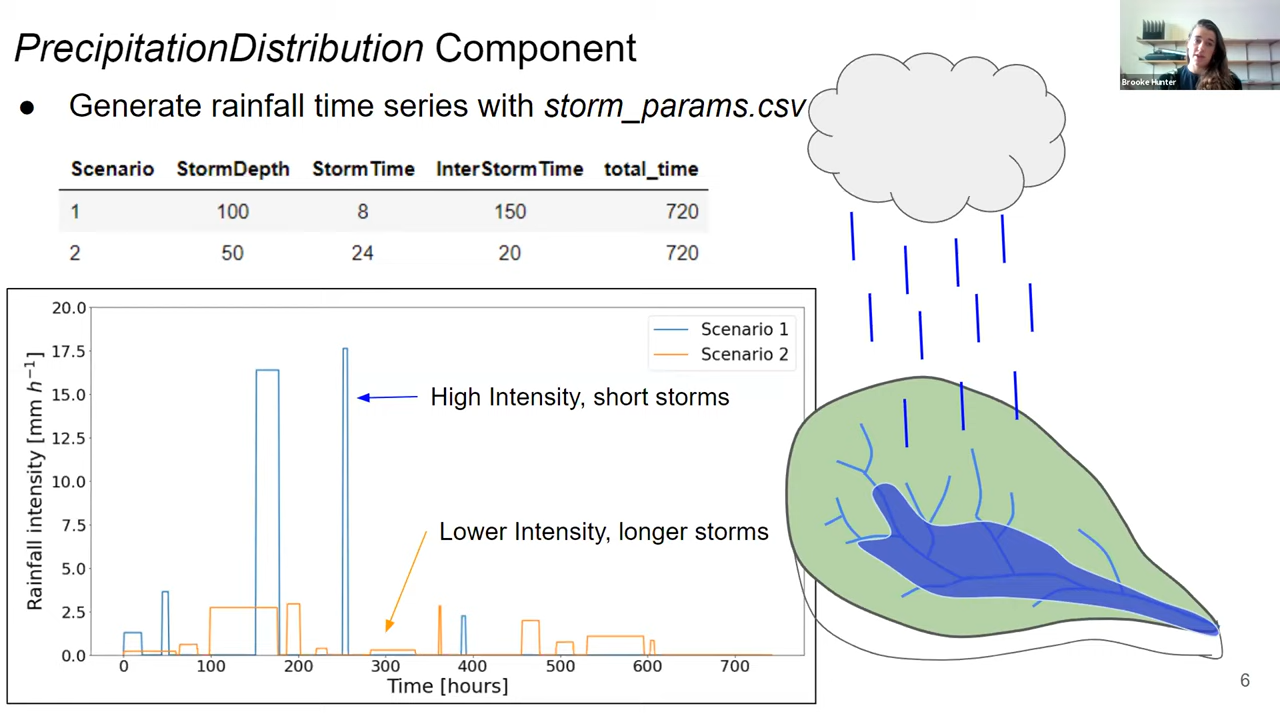 PrecipitationDistribution Component
Brooke Hunter
● Generate rainfall time series with storm_params.csv
Scenario StormDepth StormTime InterStormTime total_time
1 100 8 150 720
2 50 24 20 720
20.0
17.5
15.0
12.5
10.0
7.5
5.0
2.5
0.0
Rainfall intensity [mm h⁻¹]
Scenario 1
Scenario 2
High Intensity, short storms
Lower Intensity, longer storms
0 100 200 300 400 500 600 700
Time [hours]
6